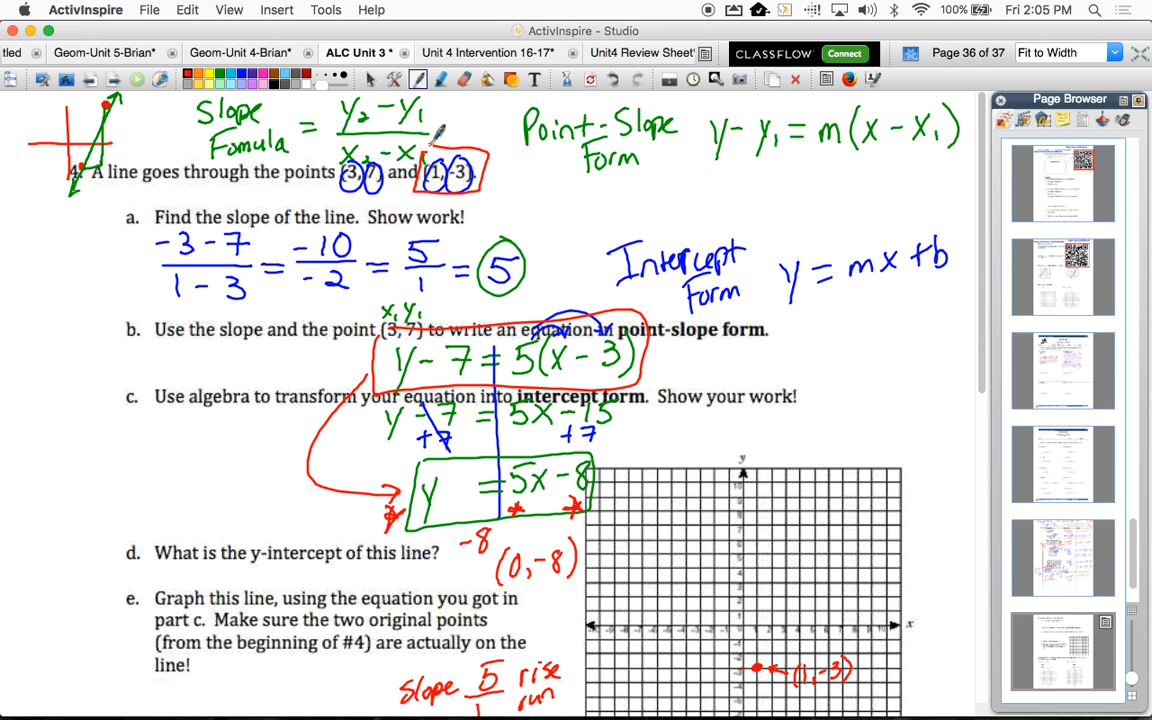 ActivInspire File Edit View Insert Tools Help 100% Fri 2:05 PM
ActivInspire - Studio
tled Geom-Unit 5-Brian* Geom-Unit 4-Brian* ALC Unit 3 * Unit 4 Intervention 16-17* Unit4 Review Sheet* CLASSFLOW Connect Page 36 of 37 Fit to Width
Page Browser
Slope Fomula = y₂ - y₁ / x₂ - x₁
Point-Slope Form y - y₁ = m(x - x₁)
4. A line goes through the points (3, 7) and (1, -3).
a. Find the slope of the line. Show work!
-3 - 7 / 1 - 3 = -10 / -2 = 5 / 1 = 5
Intercept Form y = mx + b
x₁ y₁
b. Use the slope and the point (3, 7) to write an equation in point-slope form.
y - 7 = 5(x - 3)
c. Use algebra to transform your equation into intercept form. Show your work!
y - 7 = 5x - 15
+7 +7
y = 5x - 8
d. What is the y-intercept of this line? -8 (0, -8)
e. Graph this line, using the equation you got in
part c. Make sure the two original points
(from the beginning of #4) are actually on the
line!
slope 5 / 1 rise run
y
x
(1, -3)